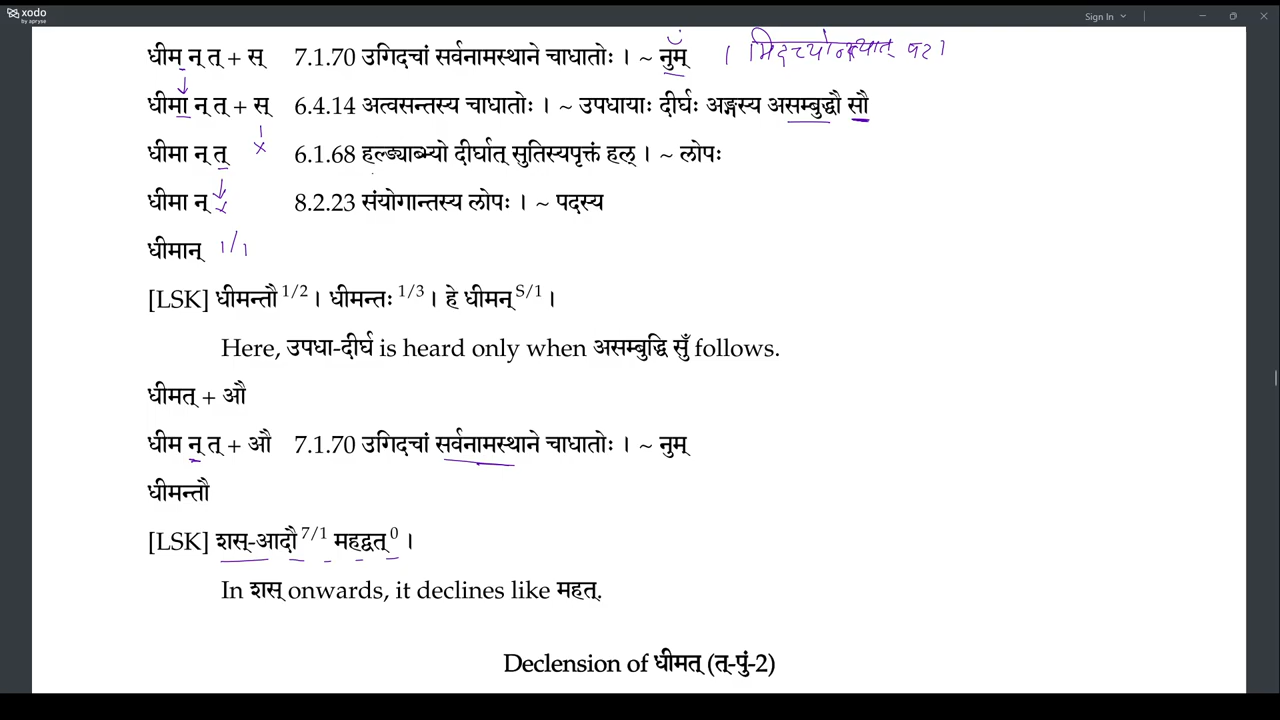 xodo
by apryse
Sign In
धीम न् त् + स् 7.1.70 उगिदचां सर्वनामस्थाने चाधातोः । ~ नुम्
धीमा न् त् + स् 6.4.14 अत्वसन्तस्य चाधातोः । ~ उपधायाः दीर्घः अङ्गस्य असम्बुद्धौ सौ
धीमा न् त् x 6.1.68 हल्ङ्याब्भ्यो दीर्घात् सुतिस्यपृक्तं हल् । ~ लोपः
धीमा न् x 8.2.23 संयोगान्तस्य लोपः । ~ पदस्य
धीमान् 1/1
[LSK] धीमन्तौ 1/2 । धीमन्तः 1/3 । हे धीमन् S/1 ।
Here, उपधा-दीर्घ is heard only when असम्बुद्धि सुँ follows.
धीमत् + औ
धीम न् त् + औ 7.1.70 उगिदचां सर्वनामस्थाने चाधातोः । ~ नुम्
धीमन्तौ
[LSK] शस्-आदौ 7/1 महद्वत् 0 ।
In शस् onwards, it declines like महत्.
Declension of धीमत् (त्-पुं-2)